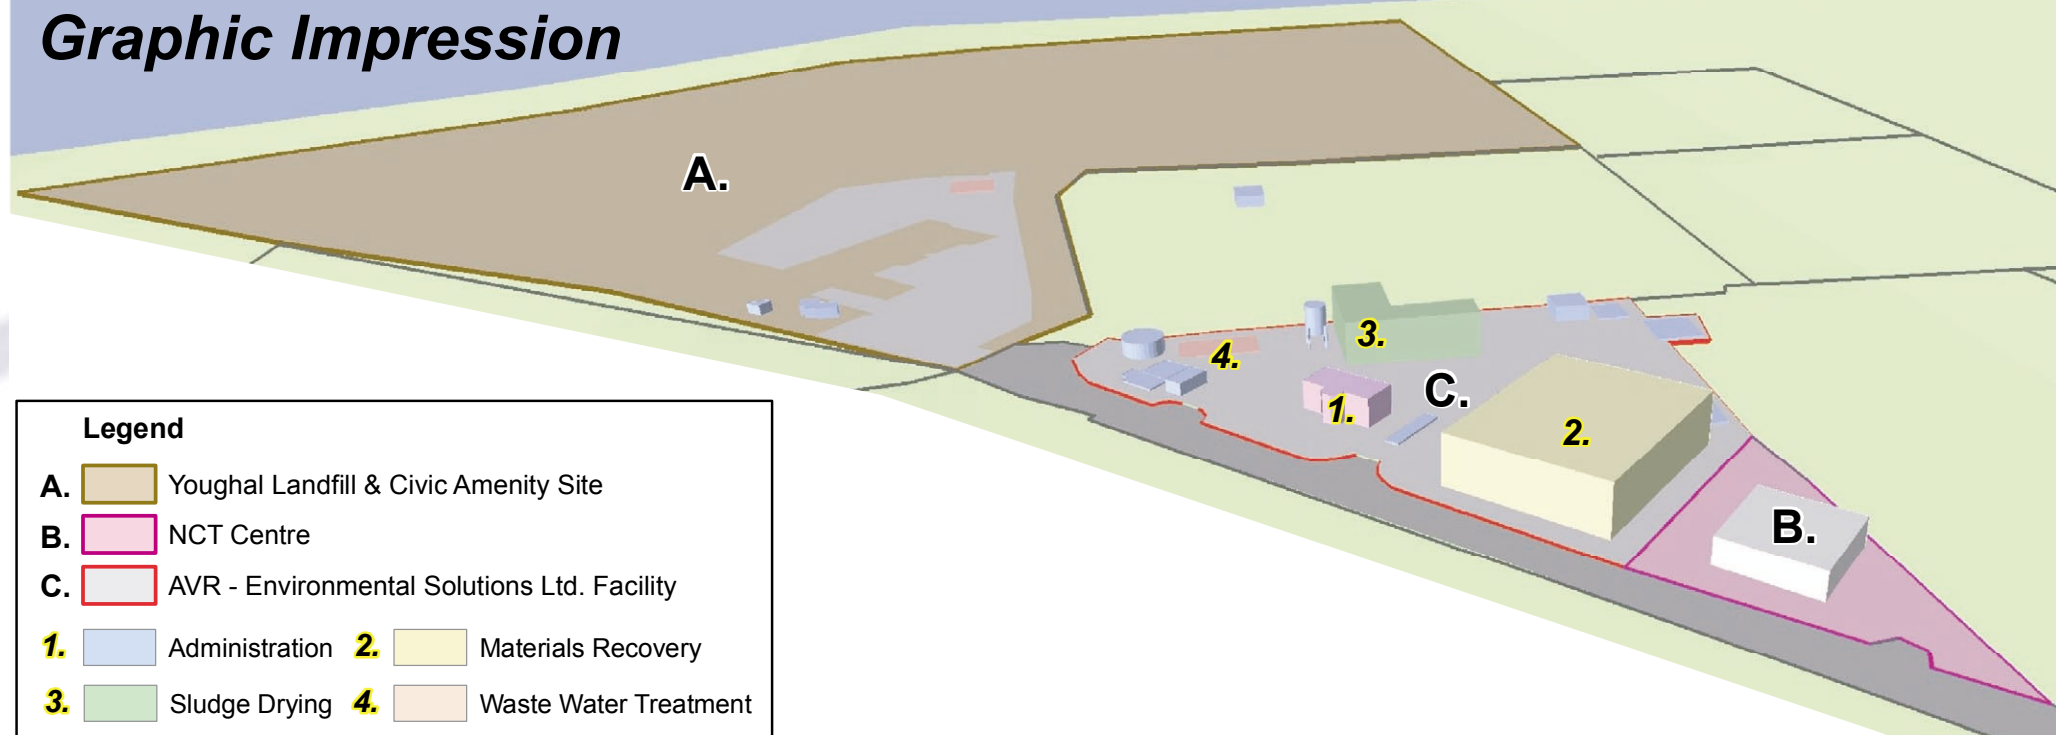 Graphic Impression
A.
3.
4.
C.
1.
2.
B.
Legend
A. Youghal Landfill & Civic Amenity Site
B. NCT Centre
C. AVR - Environmental Solutions Ltd. Facility
1. Administration 2. Materials Recovery
3. Sludge Drying 4. Waste Water Treatment